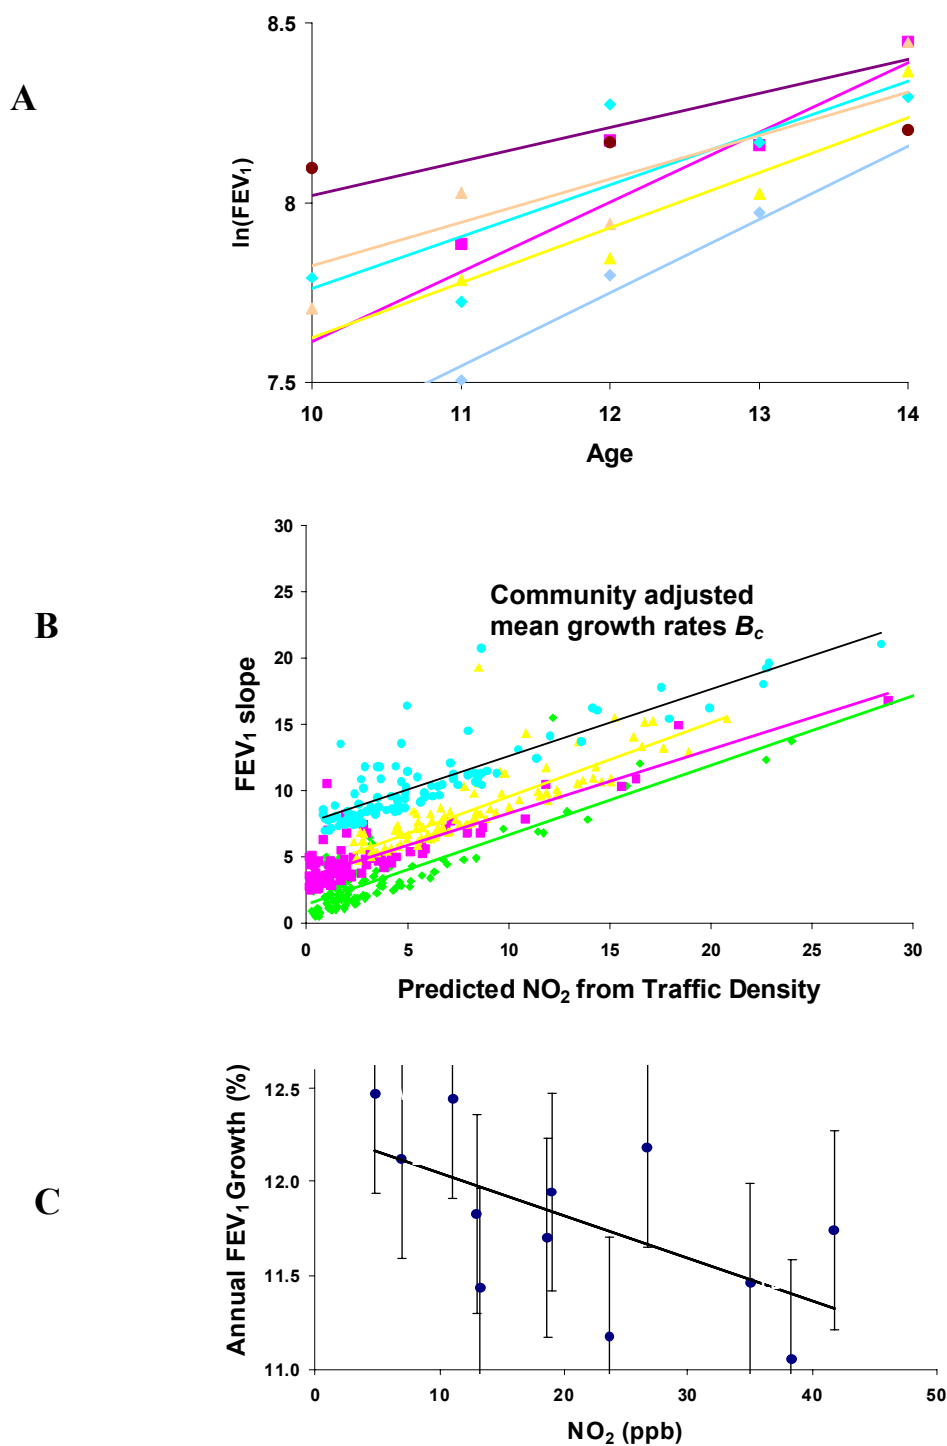 A
8.5
8
7.5
ln(FEV₁)
10 11 12 13 14
Age
B
30
25
20
15
10
5
0
FEV₁ slope
Community adjusted
mean growth rates B_c
0 5 10 15 20 25 30
Predicted NO₂ from Traffic Density
C
12.5
12.0
11.5
11.0
Annual FEV₁ Growth (%)
0 10 20 30 40 50
NO₂ (ppb)